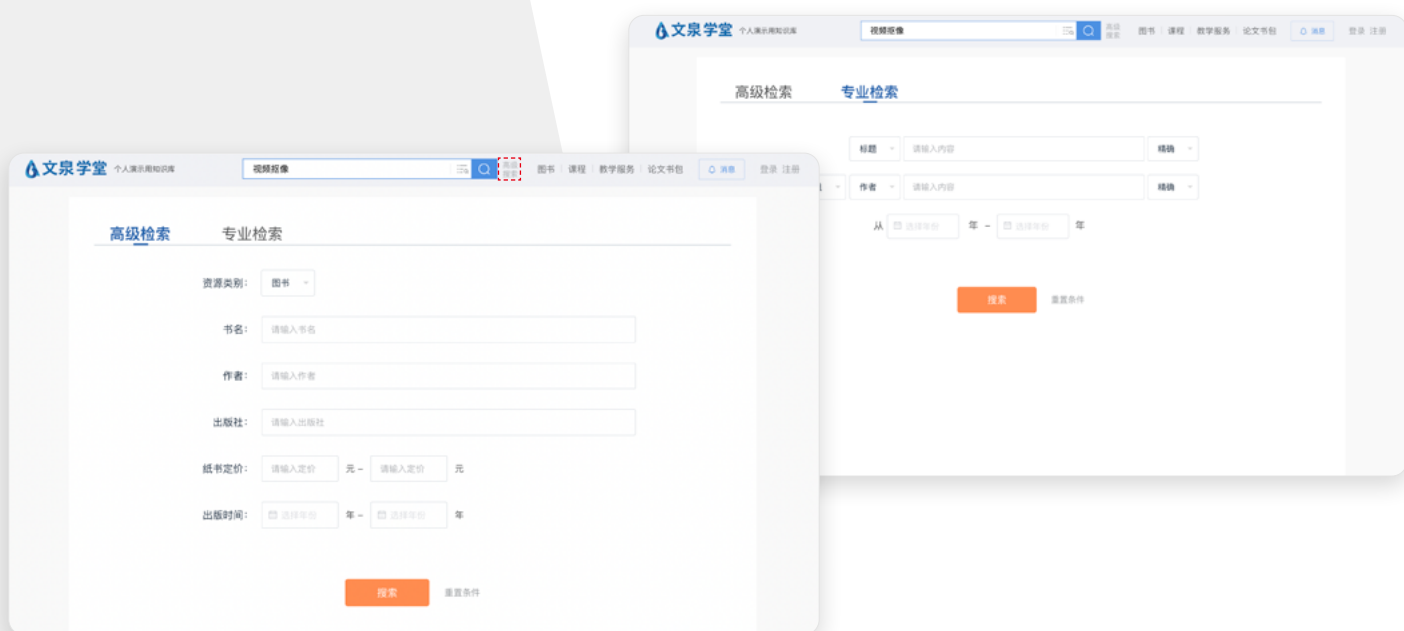 文泉学堂 个人演示用知识库 视频抠像 高级搜索 图书 课程 教学服务 论文书包 消息 登录 注册
高级检索 专业检索
标题 请输入内容 精确
作者 请输入内容 精确
从 选择年份 年 - 选择年份 年
搜索 重置条件
文泉学堂 个人演示用知识库 视频抠像 高级搜索 图书 课程 教学服务 论文书包 消息 登录 注册
高级检索 专业检索
资源类别: 图书
书名: 请输入书名
作者: 请输入作者
出版社: 请输入出版社
纸书定价: 请输入定价 元 - 请输入定价 元
出版时间: 选择年份 年 - 选择年份 年
搜索 重置条件